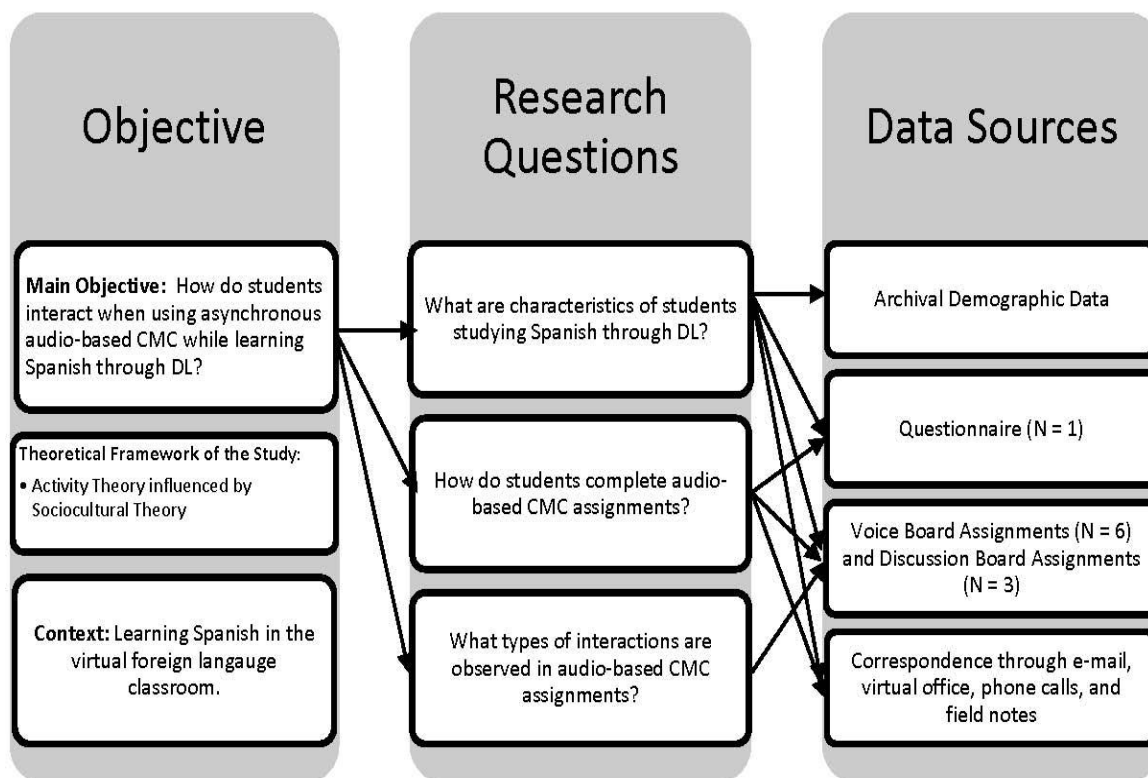 Objective
Main Objective: How do students
interact when using asynchronous
audio-based CMC while learning
Spanish through DL?
Theoretical Framework of the Study:
• Activity Theory influenced by
Sociocultural Theory
Context: Learning Spanish in the
virtual foreign langauge
classroom.
Research
Questions
What are characteristics of students
studying Spanish through DL?
How do students complete audio-
based CMC assignments?
What types of interactions are
observed in audio-based CMC
assignments?
Data Sources
Archival Demographic Data
Questionnaire (N = 1)
Voice Board Assignments (N = 6)
and Discussion Board Assignments
(N = 3)
Correspondence through e-mail,
virtual office, phone calls, and
field notes